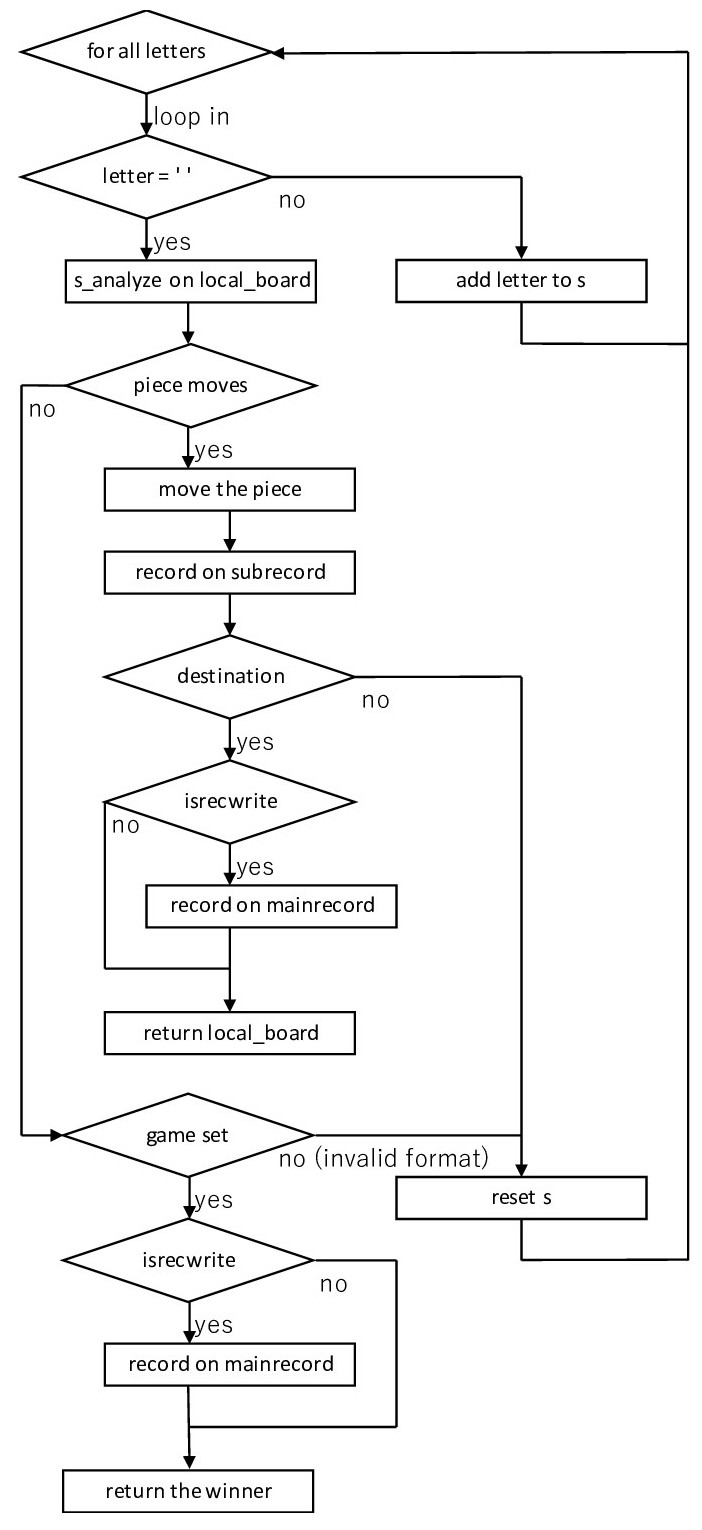 for all letters
loop in
letter = ' '
no
yes
s_analyze on local_board
add letter to s
piece moves
no
yes
move the piece
record on subrecord
destination
no
yes
isrecwrite
no
yes
record on mainrecord
return local_board
game set
no (invalid format)
yes
reset s
isrecwrite
no
yes
record on mainrecord
return the winner